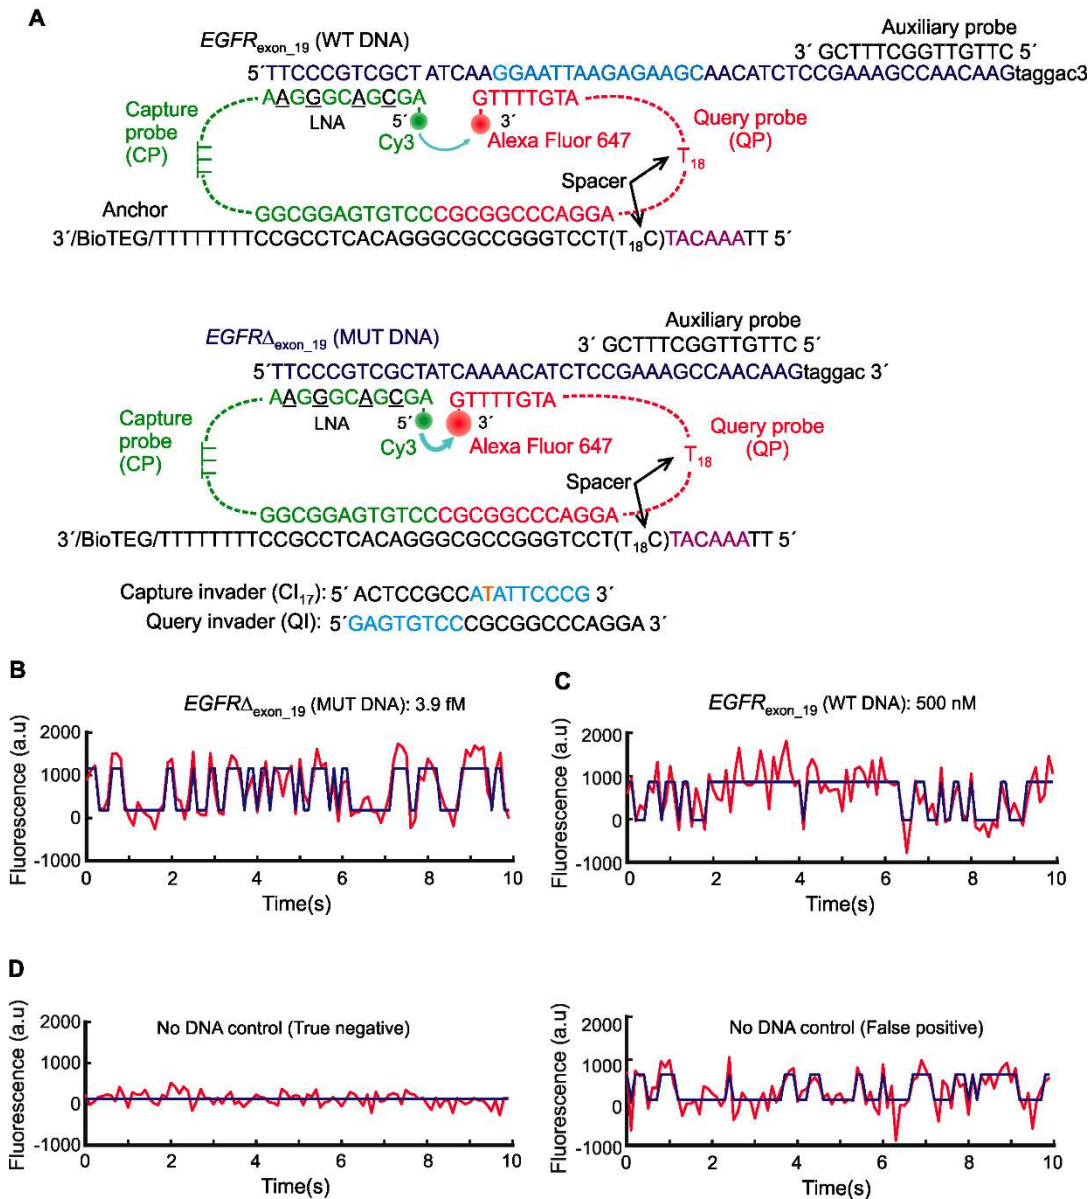 A
EGFRexon_19 (WT DNA)
Auxiliary probe
3´ GCTTTCGGTTGTTC 5´
5´TTCCCGTCGCTATCAAGGAATTAAGAGAAGCAACATCTCCGAAAGCCAACAAGtaggac3
AAGGGCAGCGA
GTTTTGTA
Capture probe (CP)
LNA
5´
3´
Cy3
Alexa Fluor 647
Query probe (QP)
TTT
T18
Spacer
Anchor
GGCGGAGTGTCCCGCGGCCCAGGA
3´/BioTEG/TTTTTTTTCCGCCTCACAGGGCGCCGGGTCCT(T18C)TACAAATT 5´
EGFRΔexon_19 (MUT DNA)
Auxiliary probe
3´ GCTTTCGGTTGTTC 5´
5´TTCCCGTCGCTATCAAAACATCTCCGAAAGCCAACAAGtaggac 3´
AAGGGCAGCGA
GTTTTGTA
Capture probe (CP)
LNA
5´
3´
Cy3
Alexa Fluor 647
Query probe (QP)
TTT
T18
Spacer
GGCGGAGTGTCCCGCGGCCCAGGA
3´/BioTEG/TTTTTTTTCCGCCTCACAGGGCGCCGGGTCCT(T18C)TACAAATT 5´
Capture invader (CI17): 5´ ACTCCGCCATATTCCCG 3´
Query invader (QI): 5´GAGTGTCCCGCGGCCCAGGA 3´
B
EGFRΔexon_19 (MUT DNA): 3.9 fM
Fluorescence (a.u)
2000
1000
0
-1000
0 2 4 6 8 10
Time(s)
C
EGFRexon_19 (WT DNA): 500 nM
Fluorescence (a.u)
2000
1000
0
-1000
0 2 4 6 8 10
Time(s)
D
No DNA control (True negative)
Fluorescence (a.u)
2000
1000
0
-1000
0 2 4 6 8 10
Time(s)
No DNA control (False positive)
Fluorescence (a.u)
2000
1000
0
-1000
0 2 4 6 8 10
Time(s)